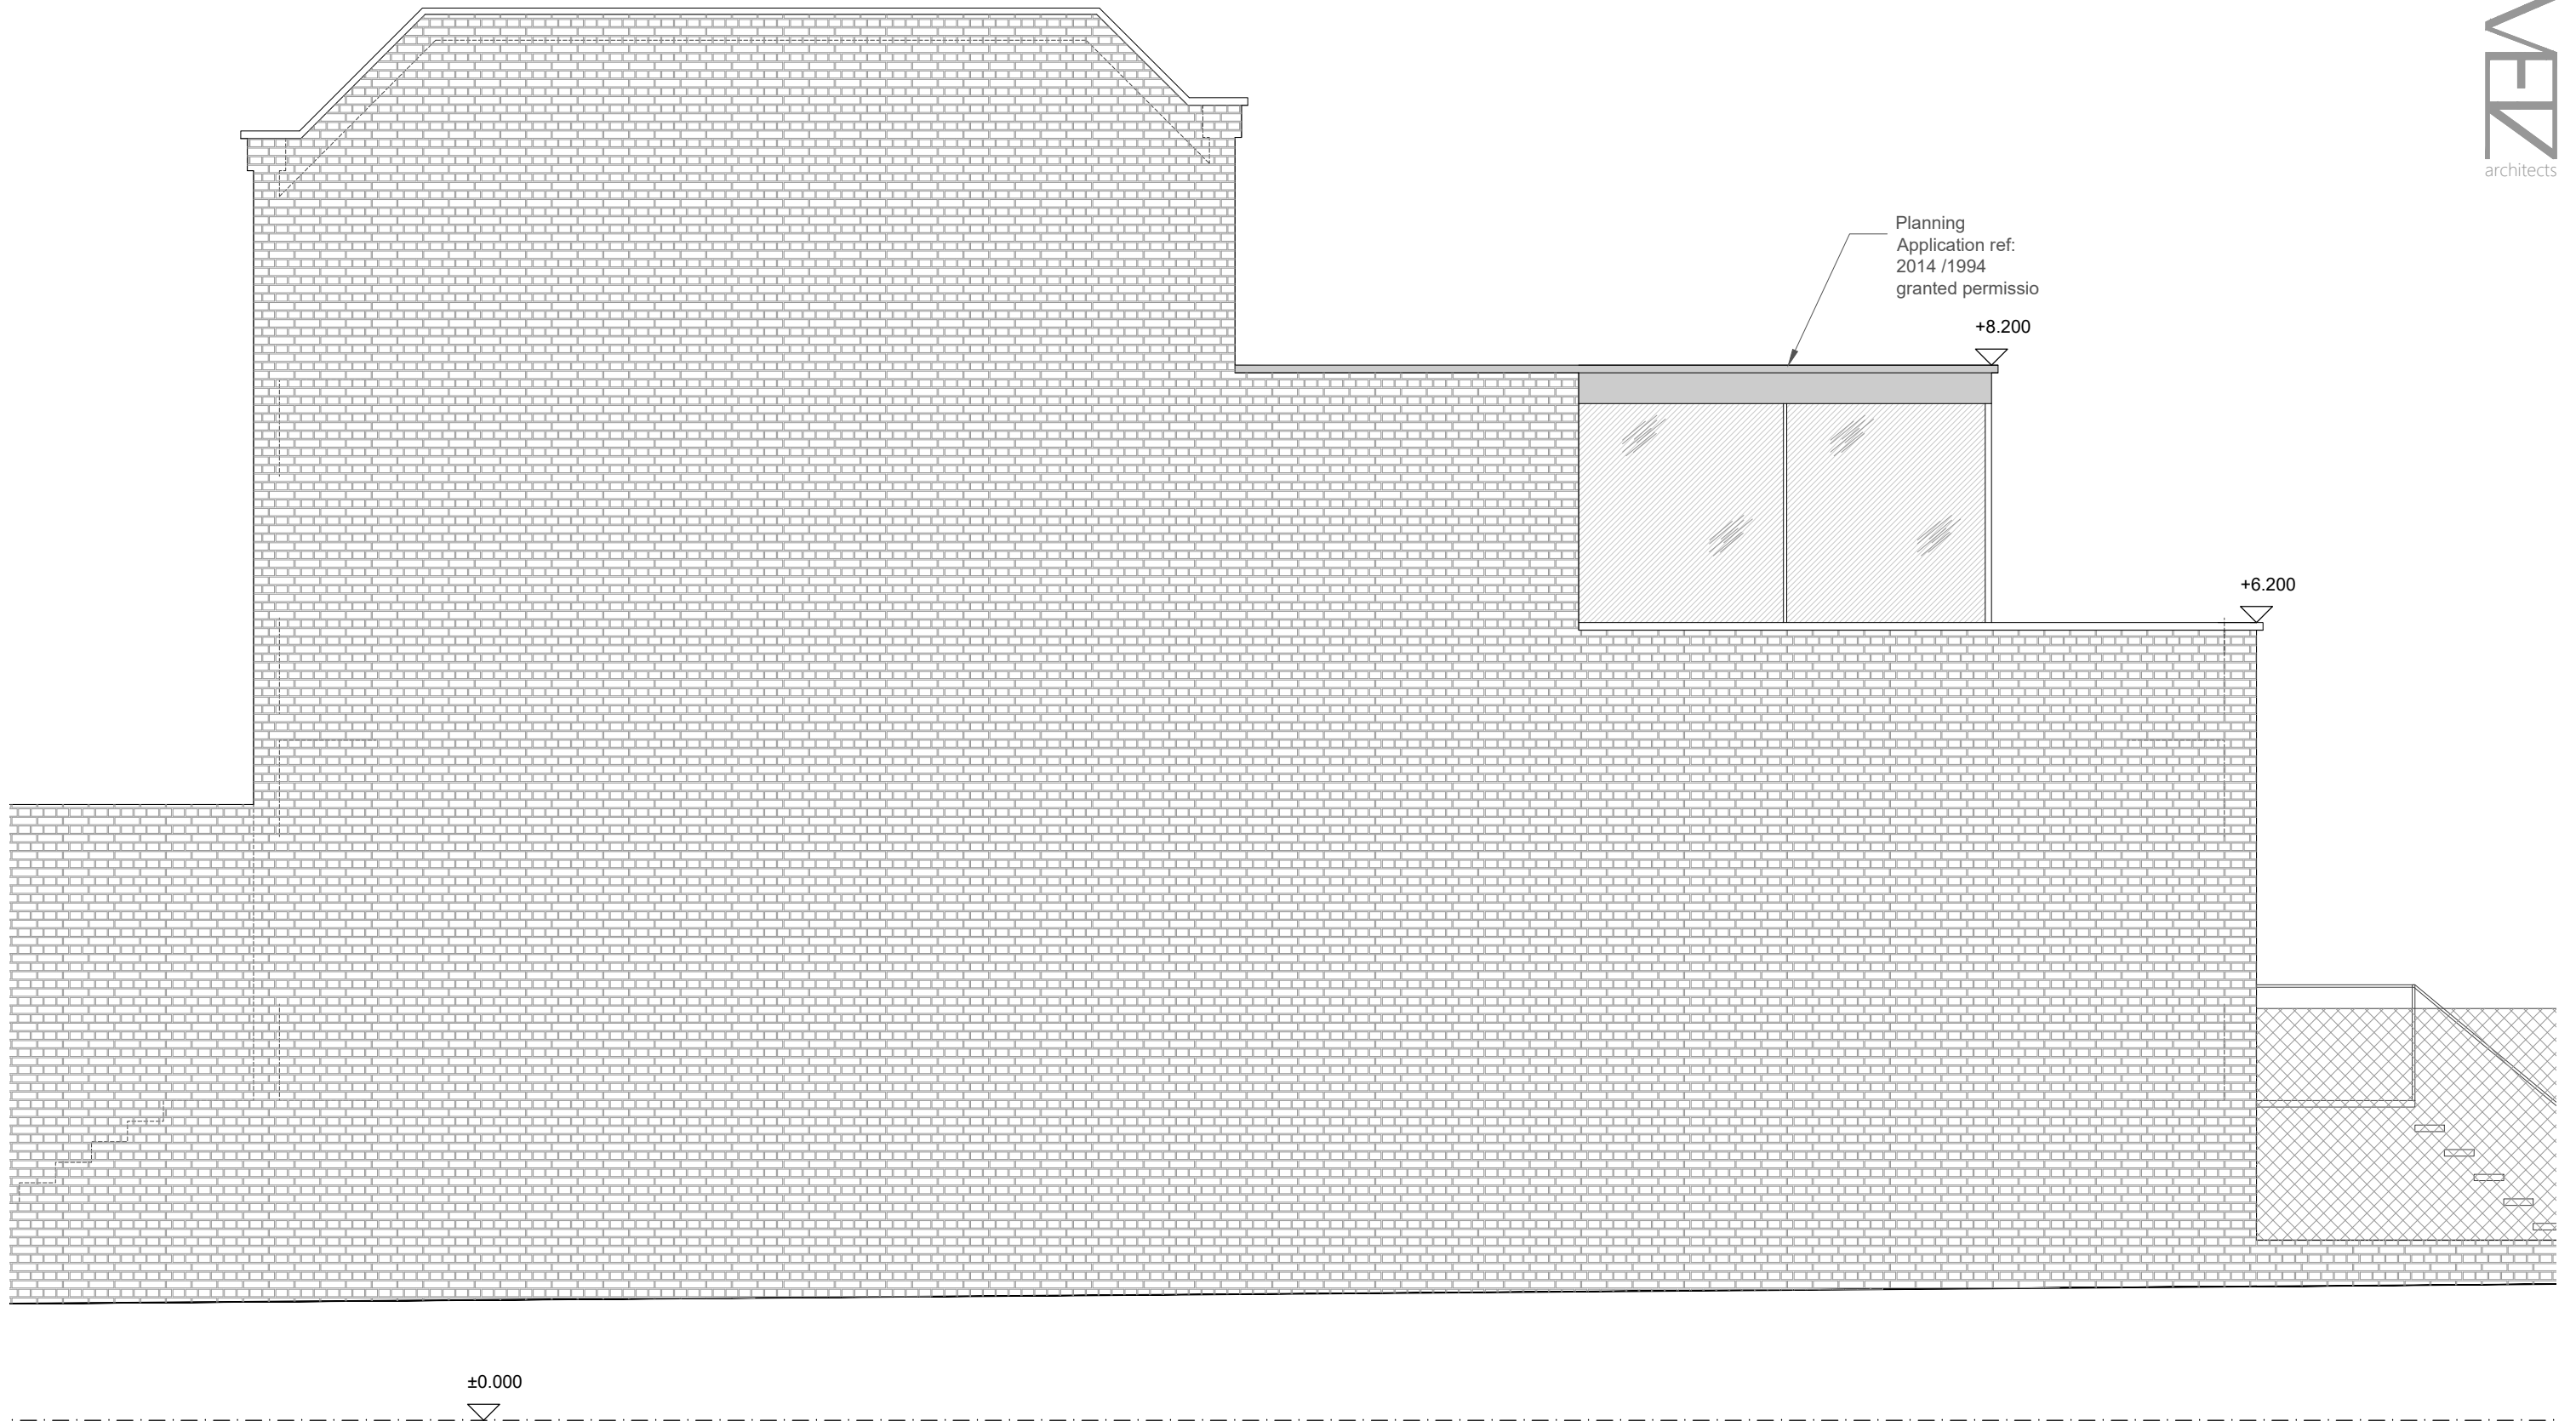 architects
Planning
Application ref:
2014 /1994
granted permissio
+8.200
+6.200
±0.000